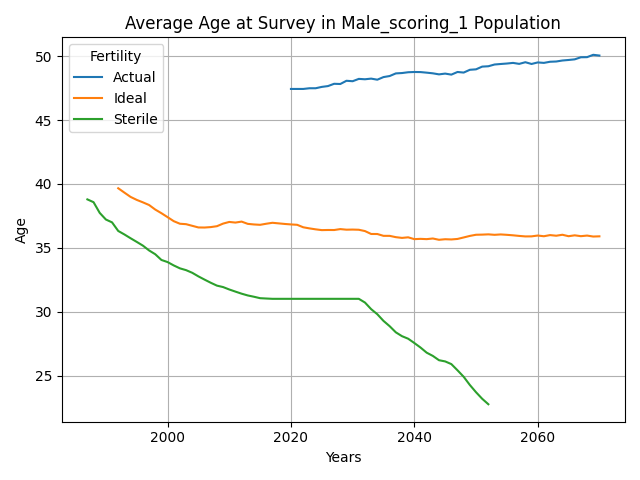 Average Age at Survey in Male_scoring_1 Population
Fertility
Actual
Ideal
Sterile
50
45
40
35
30
25
Age
2000
2020
2040
2060
Years